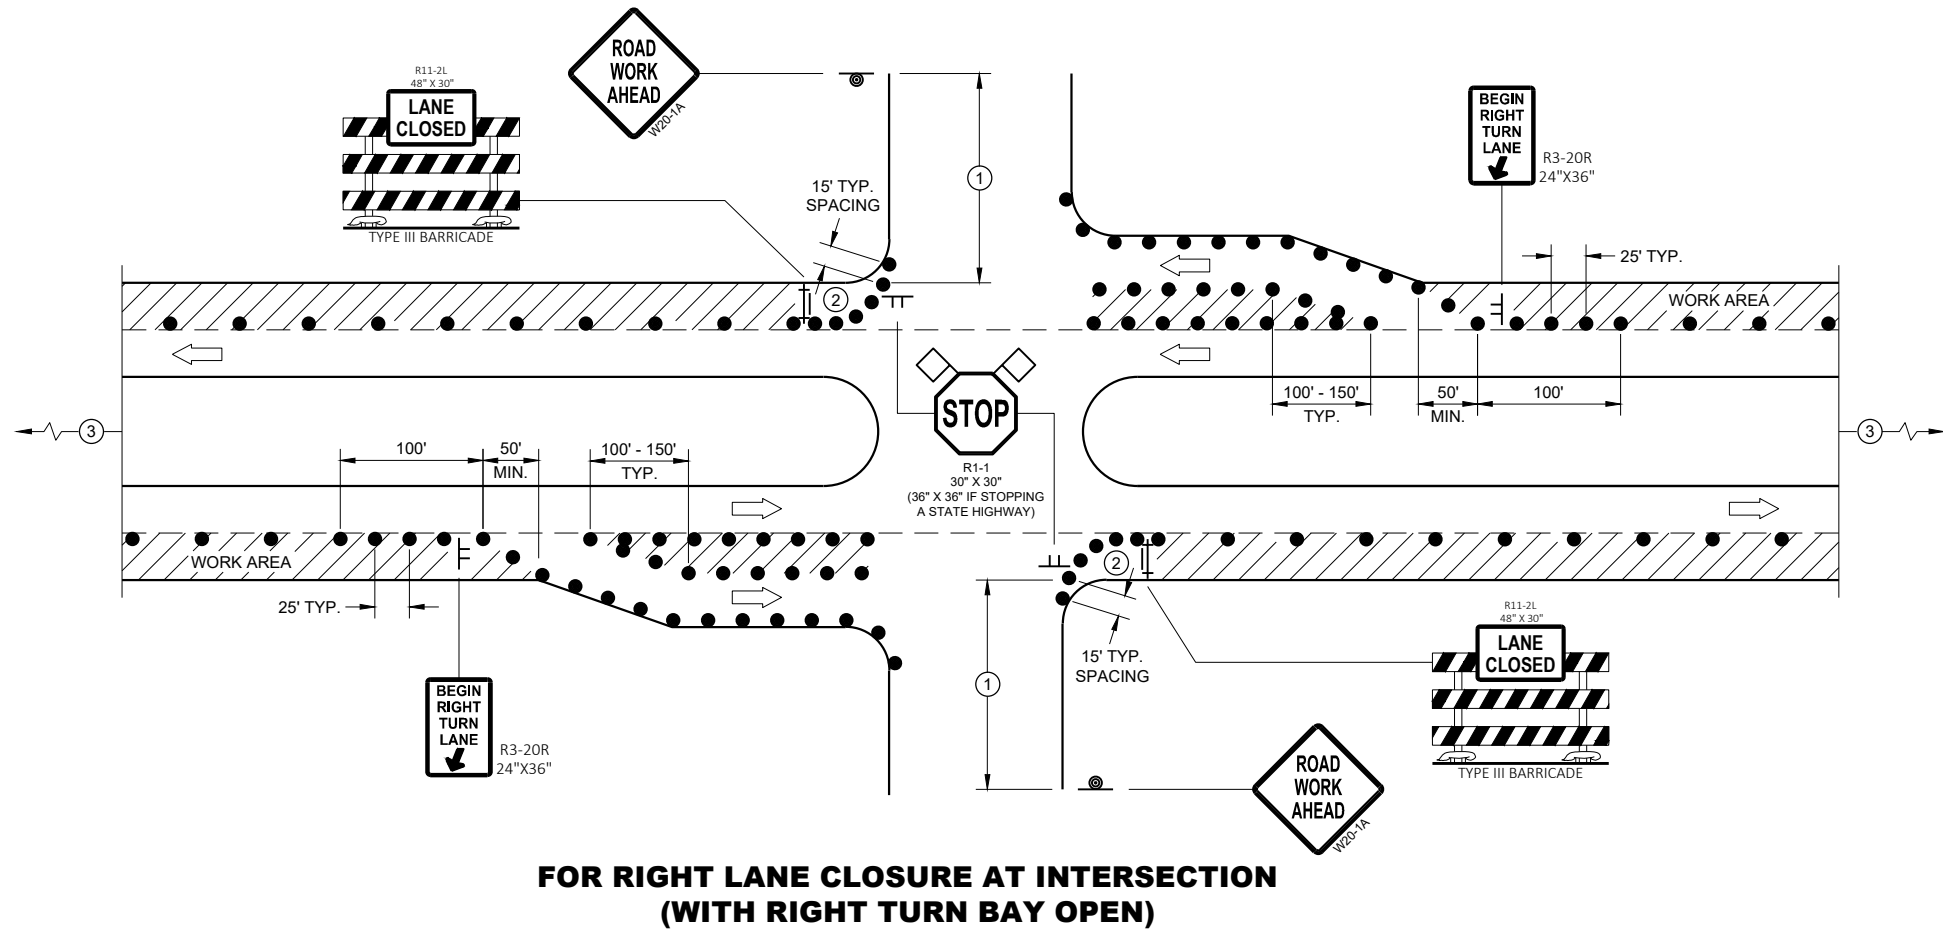 ROAD
WORK
AHEAD
W20-1A
R11-2L
48" X 30"
LANE
CLOSED
TYPE III BARRICADE
15' TYP.
SPACING
1
2
BEGIN
RIGHT
TURN
LANE
R3-20R
24"X36"
25' TYP.
WORK AREA
100' - 150'
TYP.
50'
MIN.
100'
3
3
STOP
R1-1
30" X 30"
(36" X 36" IF STOPPING
A STATE HIGHWAY)
100'
50'
MIN.
100' - 150'
TYP.
WORK AREA
25' TYP.
BEGIN
RIGHT
TURN
LANE
R3-20R
24"X36"
2
15' TYP.
SPACING
1
R11-2L
48" X 30"
LANE
CLOSED
TYPE III BARRICADE
ROAD
WORK
AHEAD
W20-1A
FOR RIGHT LANE CLOSURE AT INTERSECTION
(WITH RIGHT TURN BAY OPEN)